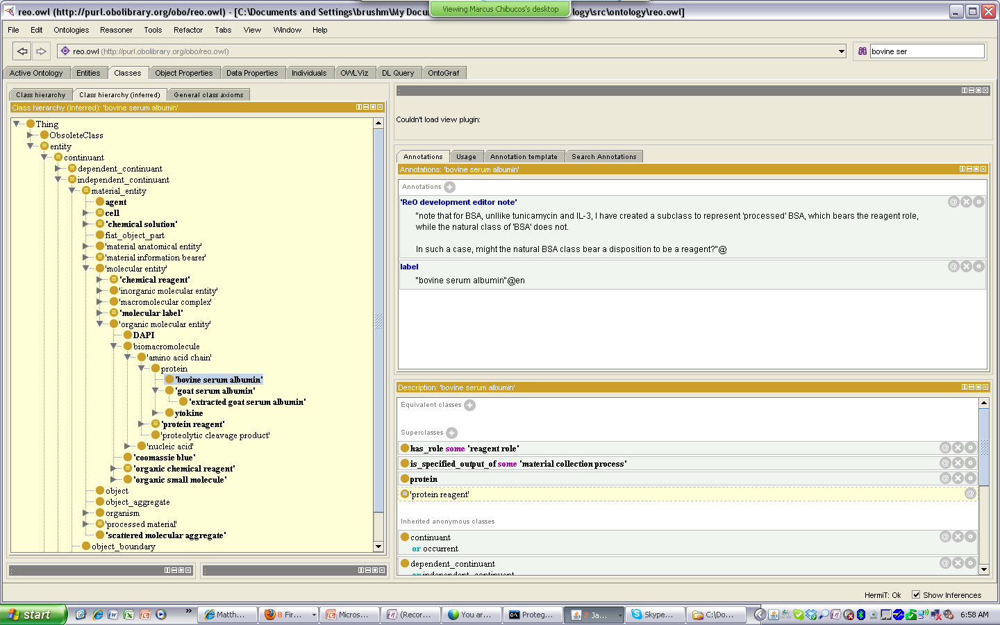 reo.owl (http://purl.obolibrary.org/obo/reo.owl) - [C:\Documents and Settings\brushm\My Docum
logy\src\ontology\reo.owl]
Viewing Marcus Chibucos's desktop
File Edit Ontologies Reasoner Tools Refactor Tabs View Window Help
reo.owl (http://purl.obolibrary.org/obo/reo.owl)
bovine ser
Active Ontology Entities Classes Object Properties Data Properties Individuals OWLViz DL Query OntoGraf
Class hierarchy Class hierarchy (inferred) General class axioms
Class hierarchy (inferred): 'bovine serum albumin'
Thing
ObsoleteClass
entity
continuant
dependent_continuant
independent_continuant
material_entity
agent
cell
'chemical solution'
fiat_object_part
'material anatomical entity'
'material information bearer'
'molecular entity'
'chemical reagent'
'inorganic molecular entity'
'macromolecular complex'
'molecular label'
'organic molecular entity'
DAPI
biomacromolecule
'amino acid chain'
protein
'bovine serum albumin'
'goat serum albumin'
'extracted goat serum albumin'
ytokine
'protein reagent'
'proteolytic cleavage product'
'nucleic acid'
'coomassie blue'
'organic chemical reagent'
'organic small molecule'
object
object_aggregate
organism
'processed material'
'scattered molecular aggregate'
object_boundary
:
:
:
Couldn't load view plugin:
Annotations Usage Annotation template Search Annotations
Annotations: 'bovine serum albumin'
Annotations
'ReO development editor note'
"note that for BSA, unllike tunicamycin and IL-3, I have created a subclass to represent 'processed' BSA, which bears the reagent role,
while the natural class of 'BSA' does not.
In such a case, might the natural BSA class bear a disposition to be a reagent?"@
label
"bovine serum albumin"@en
Description: 'bovine serum albumin'
Equivalent classes
Superclasses
has_role some 'reagent role'
is_specified_output_of some 'material collection process'
protein
'protein reagent'
Inherited anonymous classes
continuant
or occurrent
dependent_continuant
or independent_continuant
HermiT: Ok Show Inferences
start
»
Matth...
8 Fir...
Micros...
(Recor...
You ar...
Proteg...
2 Ja...
Skype...
C:\Do...
6:58 AM